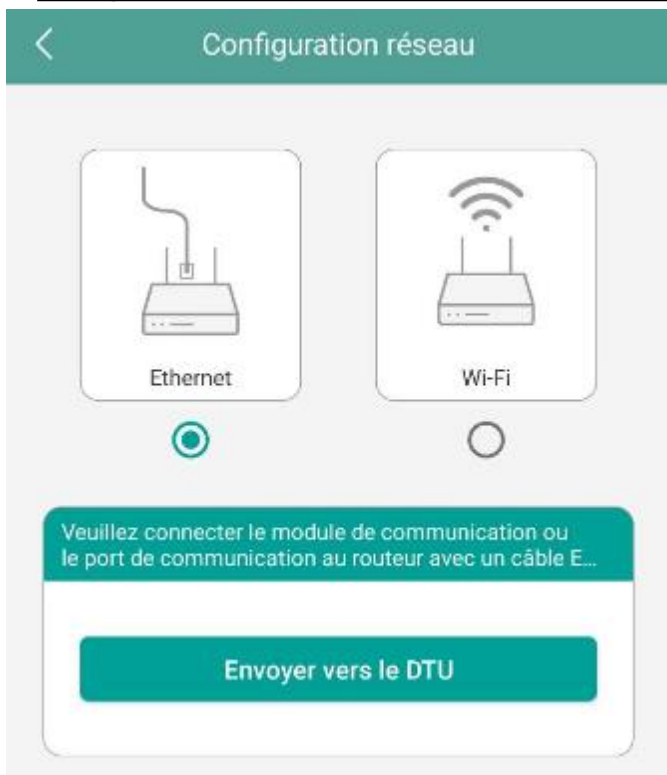 Configuration réseau
Ethernet
Wi-Fi
Veuillez connecter le module de communication ou
le port de communication au routeur avec un câble E...
Envoyer vers le DTU